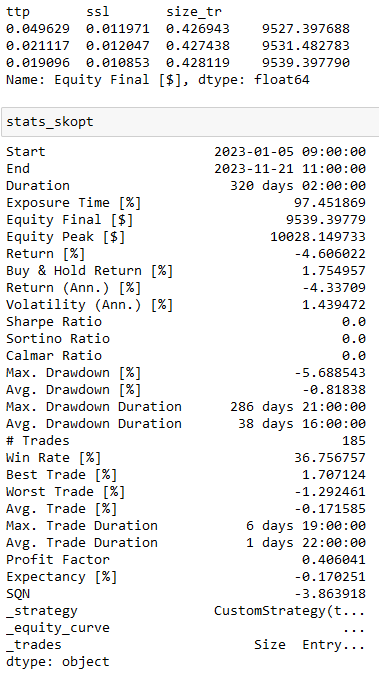 ttp ssl size_tr
0.049629 0.011971 0.426943 9527.397688
0.021117 0.012047 0.427438 9531.482783
0.019096 0.010853 0.428119 9539.397790
Name: Equity Final [$], dtype: float64
stats_skopt
Start 2023-01-05 09:00:00
End 2023-11-21 11:00:00
Duration 320 days 02:00:00
Exposure Time [%] 97.451869
Equity Final [$] 9539.39779
Equity Peak [$] 10028.149733
Return [%] -4.606022
Buy & Hold Return [%] 1.754957
Return (Ann.) [%] -4.33709
Volatility (Ann.) [%] 1.439472
Sharpe Ratio 0.0
Sortino Ratio 0.0
Calmar Ratio 0.0
Max. Drawdown [%] -5.688543
Avg. Drawdown [%] -0.81838
Max. Drawdown Duration 286 days 21:00:00
Avg. Drawdown Duration 38 days 16:00:00
# Trades 185
Win Rate [%] 36.756757
Best Trade [%] 1.707124
Worst Trade [%] -1.292461
Avg. Trade [%] -0.171585
Max. Trade Duration 6 days 19:00:00
Avg. Trade Duration 1 days 22:00:00
Profit Factor 0.406041
Expectancy [%] -0.170251
SQN -3.863918
_strategy CustomStrategy(t...
_equity_curve ...
_trades Size Entry...
dtype: object